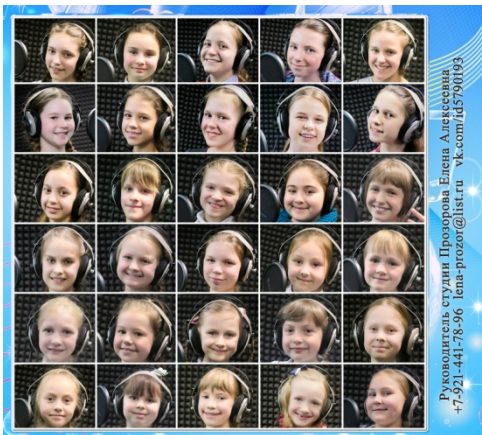 Руководитель студии Прозорова Елена Алексеевна
+7-921-441-78-96 lena-prozor@list.ru vk.com/id5790193